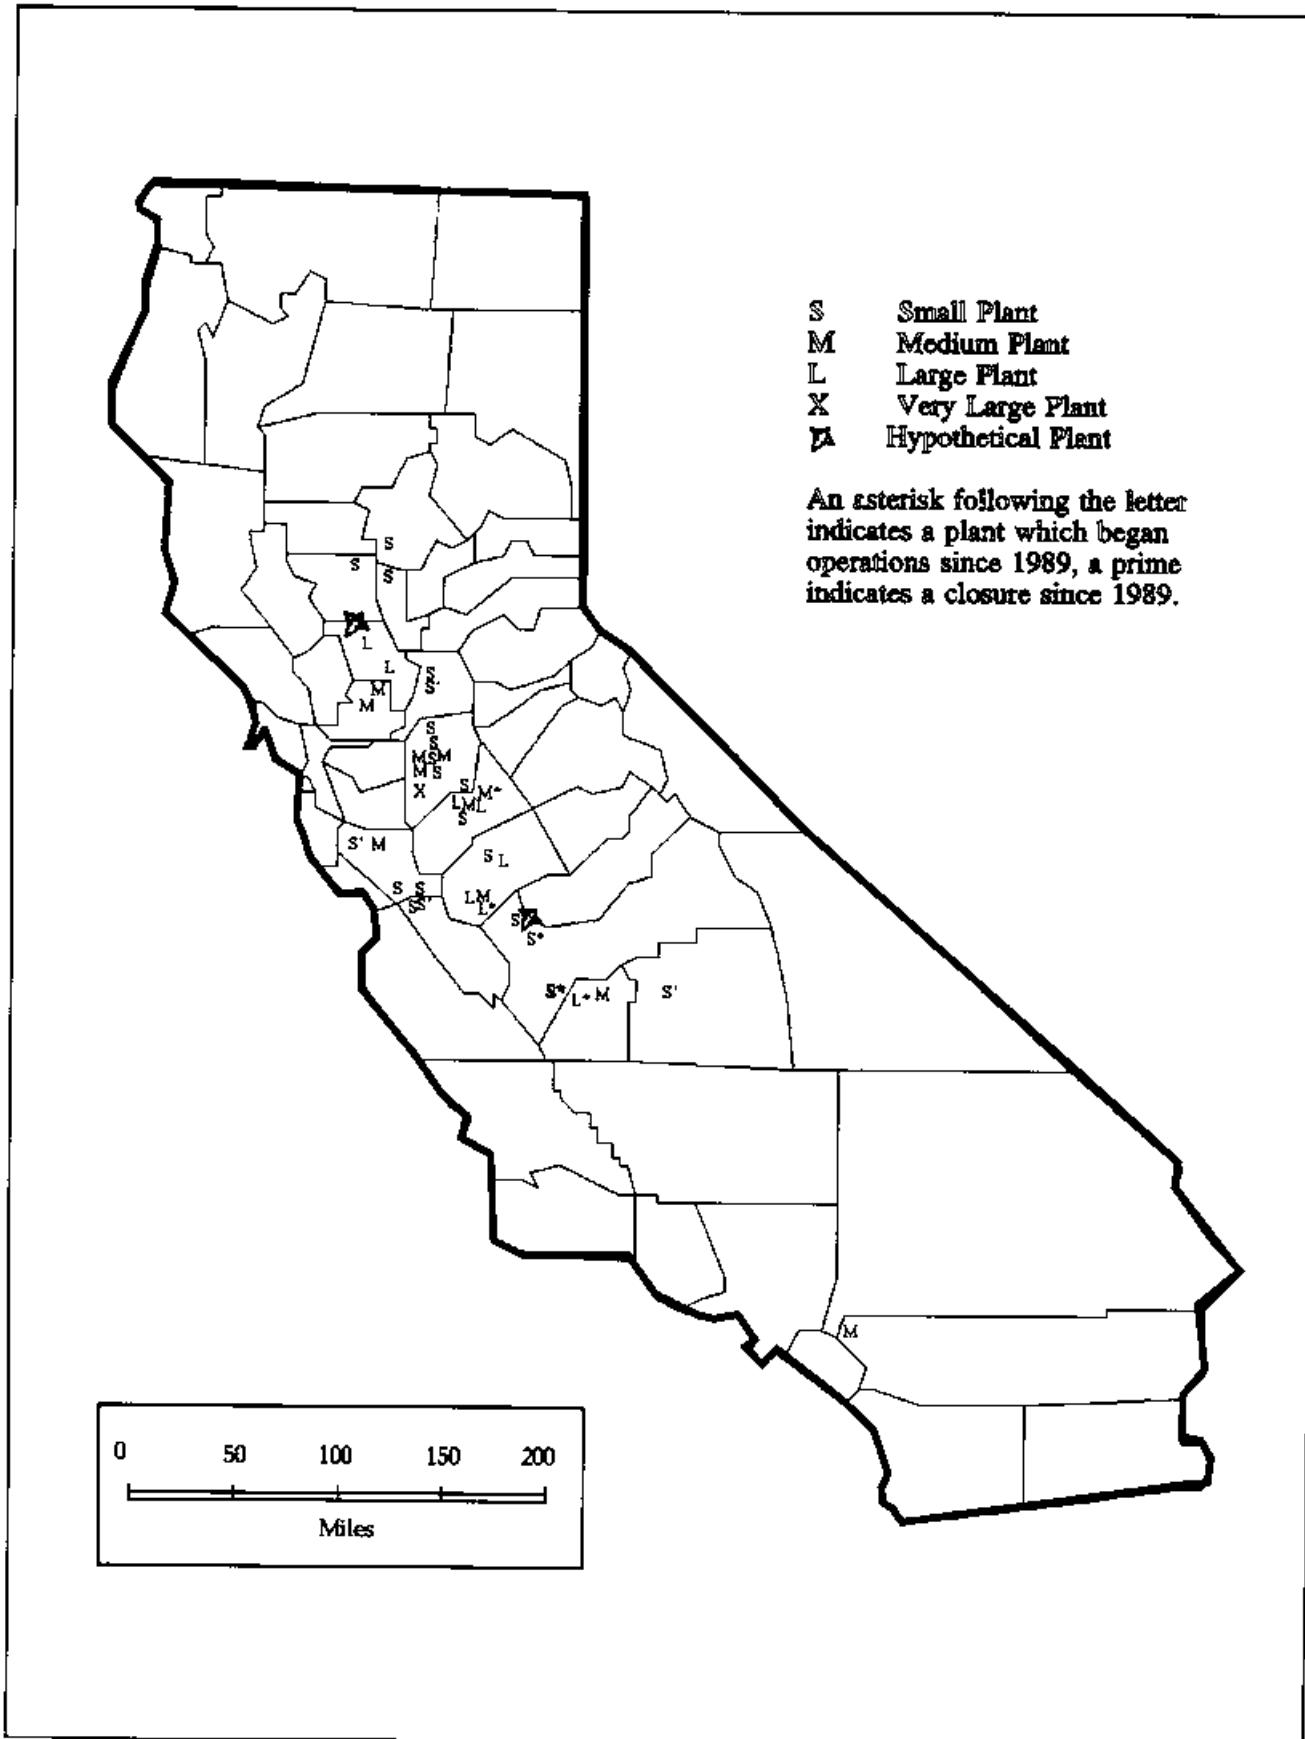 S Small Plant
M Medium Plant
L Large Plant
X Very Large Plant
Hypothetical Plant
An asterisk following the letter
indicates a plant which began
operations since 1989, a prime
indicates a closure since 1989.
S
S
S
L
L
S
S'
M
M
S
S
M S M
M S
X
S
M*
L M L
S
S' M
S L
S S
L M
L*
S
S*
S*
L* M
S'
M
0 50 100 150 200
Miles